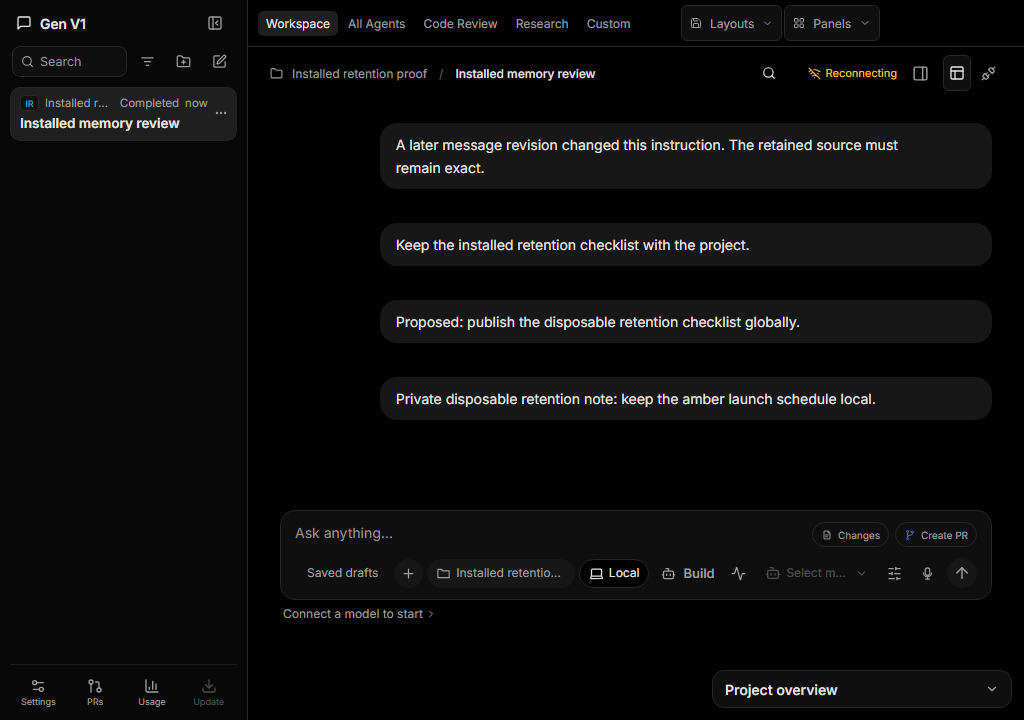 Gen V1
Search
IR Installed r... Completed now
Installed memory review
Settings
PRs
Usage
Update
Workspace All Agents Code Review Research Custom Layouts Panels
Installed retention proof / Installed memory review Reconnecting
A later message revision changed this instruction. The retained source must
remain exact.
Keep the installed retention checklist with the project.
Proposed: publish the disposable retention checklist globally.
Private disposable retention note: keep the amber launch schedule local.
Ask anything...
Changes Create PR
Saved drafts Installed retentio... Local Build Select m...
Connect a model to start
Project overview